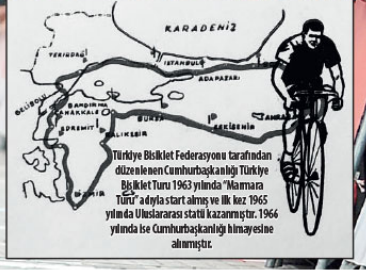 KARADENİZ
TEKİRDAĞ
İSTANBUL
ADAPAZARI
GELİBOLU
BANDIRMA
ÇANAKKALE
BURSA
EDREMİT
BALIKESİR
ESKİŞEHİR
ANKARA
İZMİR
Türkiye Bisiklet Federasyonu tarafından
düzenlenen Cumhurbaşkanlığı Türkiye
Bisiklet Turu 1963 yılında "Marmara
Turu" adıyla start almış ve ilk kez 1965
yılında Uluslararası statü kazanmıştır. 1966
yılında ise Cumhurbaşkanlığı himayesine
alınmıştır.